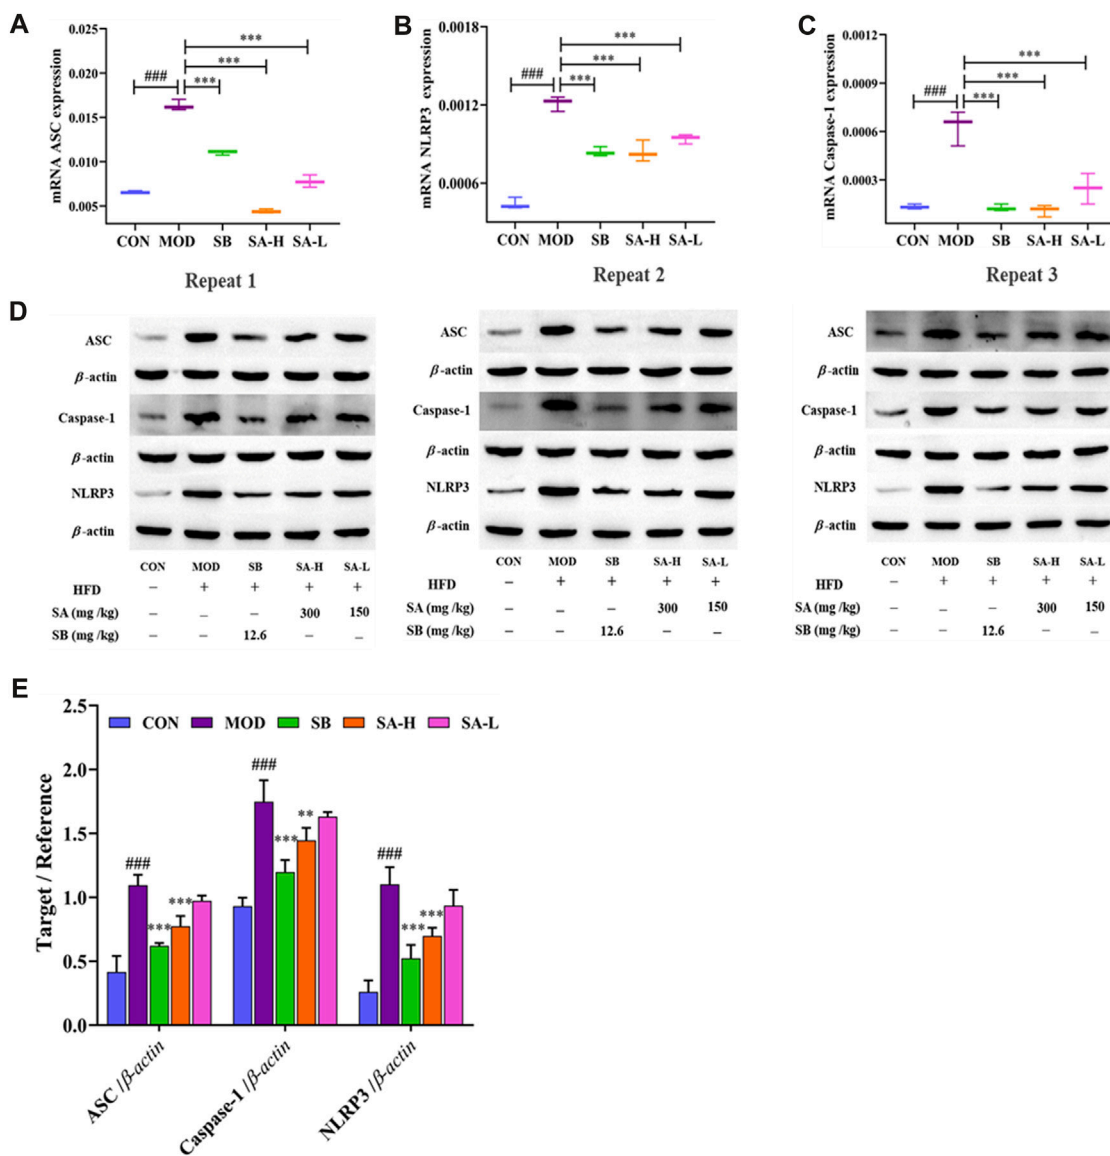 A
mRNA ASC expression
0.025
0.020
0.015
0.010
0.005
###
***
***
***
CON MOD SB SA-H SA-L
B
mRNA NLRP3 expression
0.0018
0.0012
0.0006
###
***
***
***
CON MOD SB SA-H SA-L
C
mRNA Caspase-1 expression
0.0012
0.0009
0.0006
0.0003
###
***
***
***
CON MOD SB SA-H SA-L
Repeat 1
Repeat 2
Repeat 3
D
ASC
β-actin
Caspase-1
β-actin
NLRP3
β-actin
CON MOD SB SA-H SA-L
HFD – + + + +
SA (mg /kg) – – – 300 150
SB (mg /kg) – – 12.6 – –
ASC
β-actin
Caspase-1
β-actin
NLRP3
β-actin
CON MOD SB SA-H SA-L
HFD – + + + +
SA (mg /kg) – – – 300 150
SB (mg /kg) – – 12.6 – –
ASC
β-actin
Caspase-1
β-actin
NLRP3
β-actin
CON MOD SB SA-H SA-L
HFD – + + + +
SA (mg /kg) – – – 300 150
SB (mg /kg) – – 12.6 – –
E
Target / Reference
2.5
2.0
1.5
1.0
0.5
0.0
CON MOD SB SA-H SA-L
### *** ***
### *** **
### *** ***
ASC /β-actin
Caspase-1 /β-actin
NLRP3 /β-actin